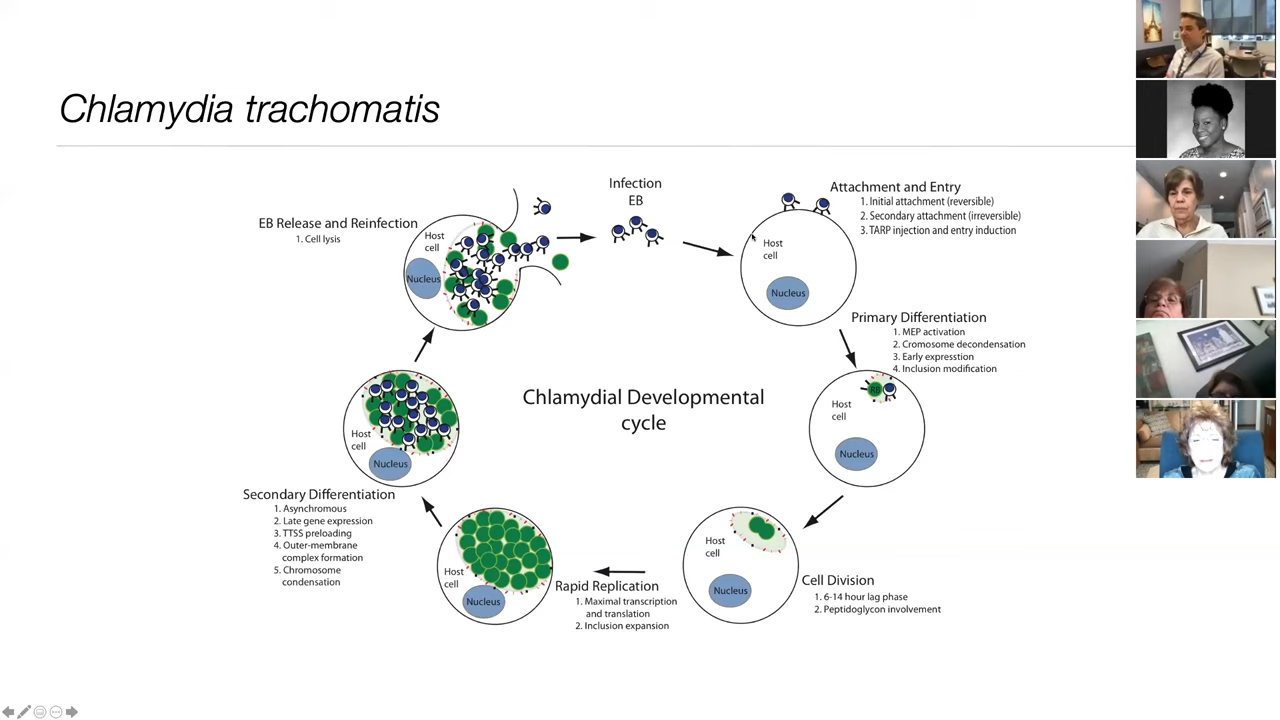 Chlamydia trachomatis
Infection
EB
Attachment and Entry
1. Initial attachment (reversible)
2. Secondary attachment (irreversible)
3. TARP injection and entry induction
Host
cell
Nucleus
Primary Differentiation
1. MEP activation
2. Cromosome decondensation
3. Early expresstion
4. Inclusion modification
RB
Host
cell
Nucleus
Cell Division
1. 6-14 hour lag phase
2. Peptidoglycon involvement
Host
cell
Nucleus
Rapid Replication
1. Maximal transcription
and translation
2. Inclusion expansion
Host
cell
Nucleus
Secondary Differentiation
1. Asynchromous
2. Late gene expression
3. TTSS preloading
4. Outer-membrane
complex formation
5. Chromosome
condensation
Host
cell
Nucleus
EB Release and Reinfection
1. Cell lysis
Host
cell
Nucleus
Chlamydial Developmental
cycle